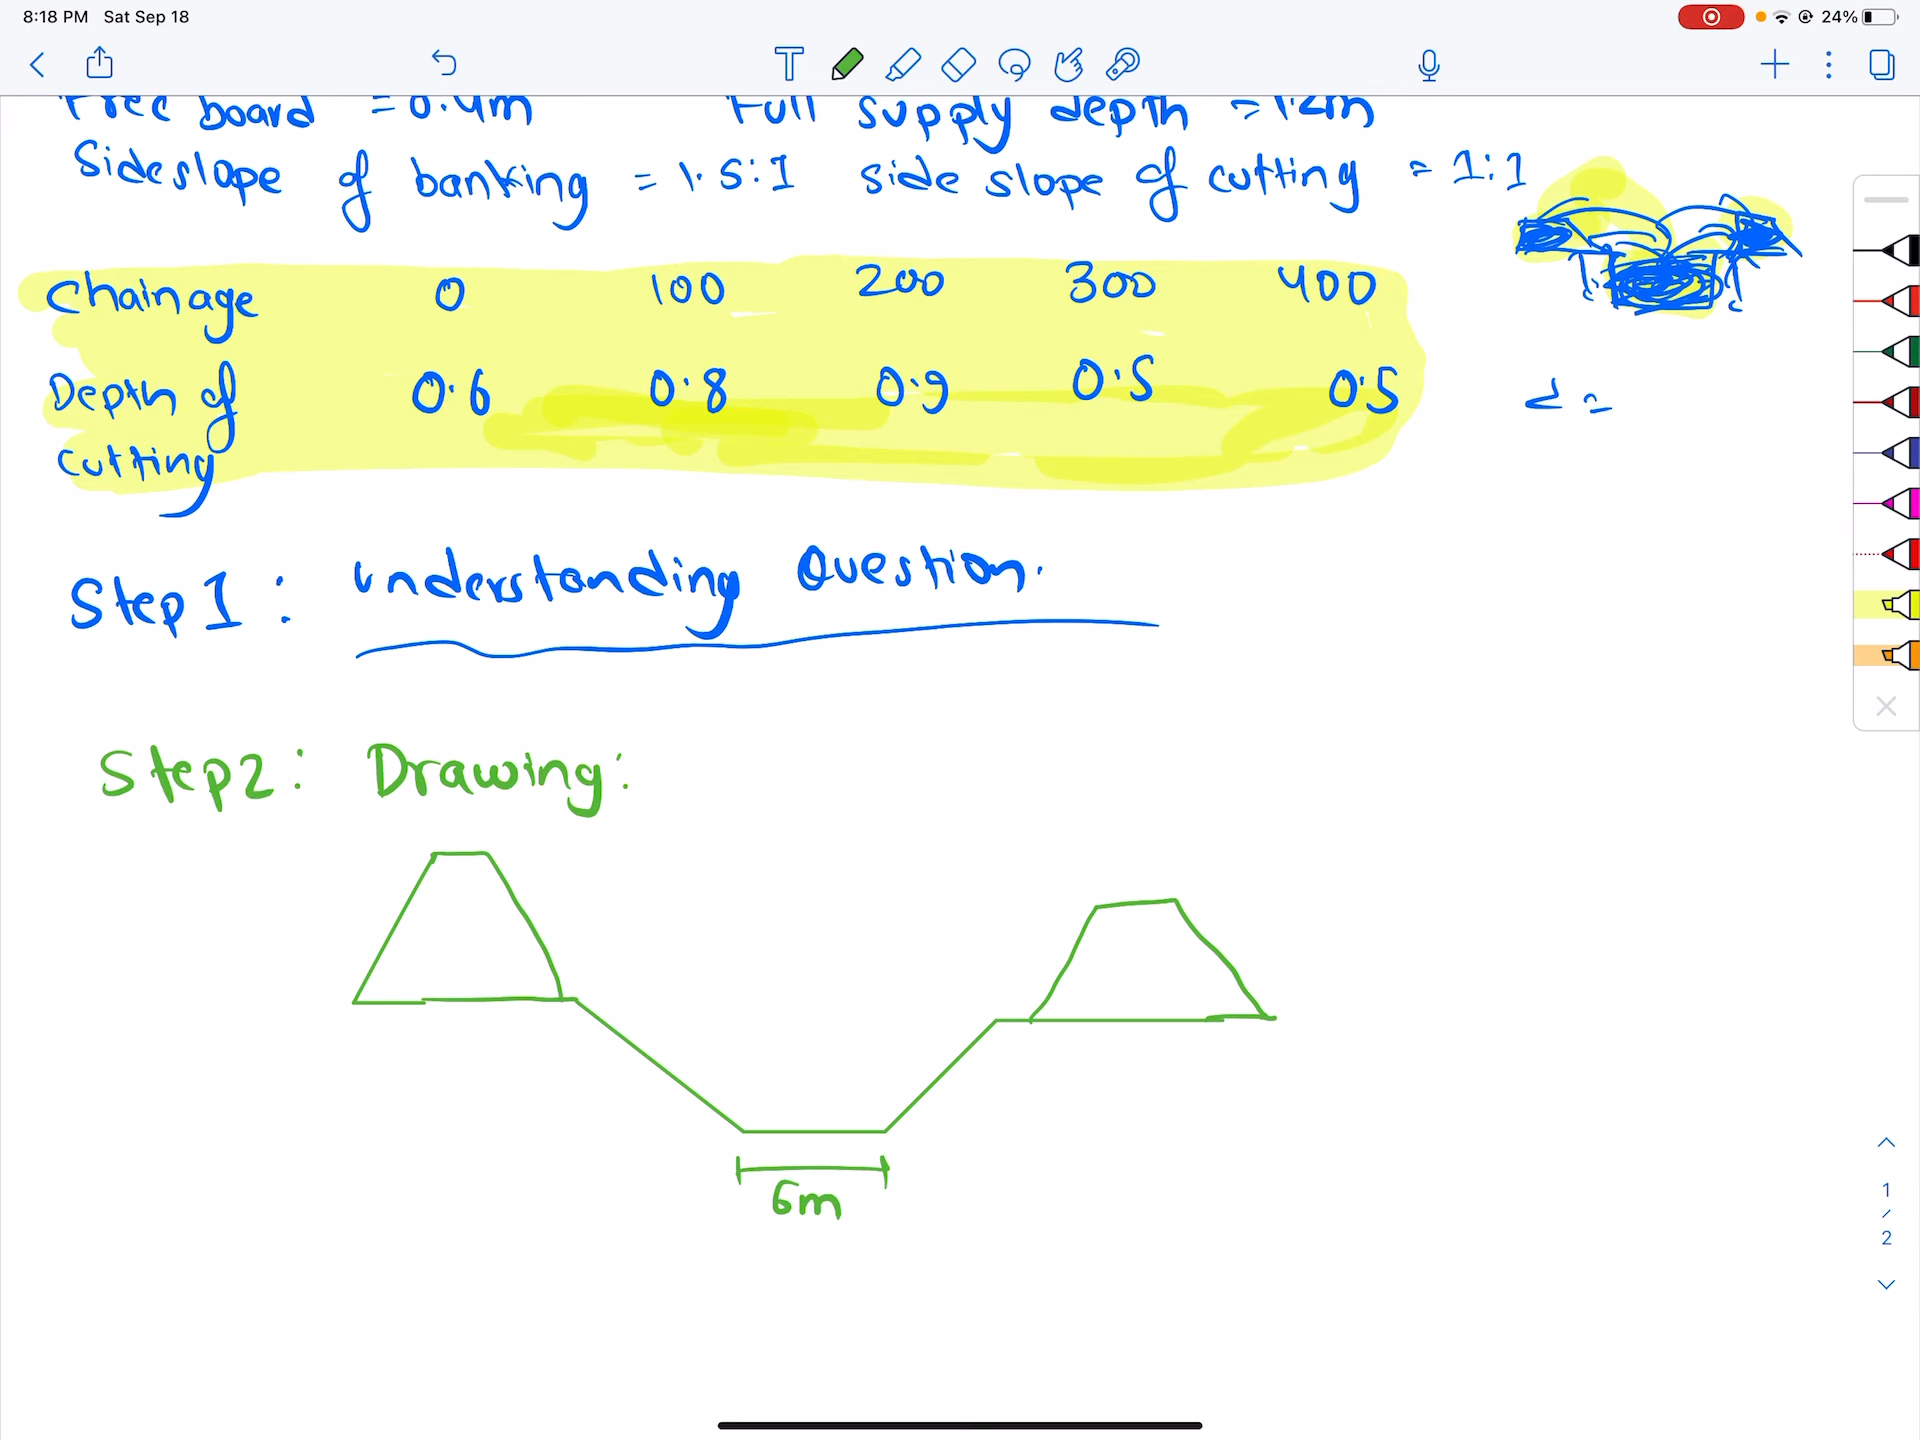 8:18 PM Sat Sep 18
24%
Free board = 0.4m Full supply depth = 1.2m
Side slope of banking = 1.5:1 side slope of cutting = 1:1
Chainage 0 100 200 300 400
Depth of cutting 0.6 0.8 0.9 0.5 0.5
d =
Step 1: understanding Question.
Step2: Drawing:
6m
1
/
2